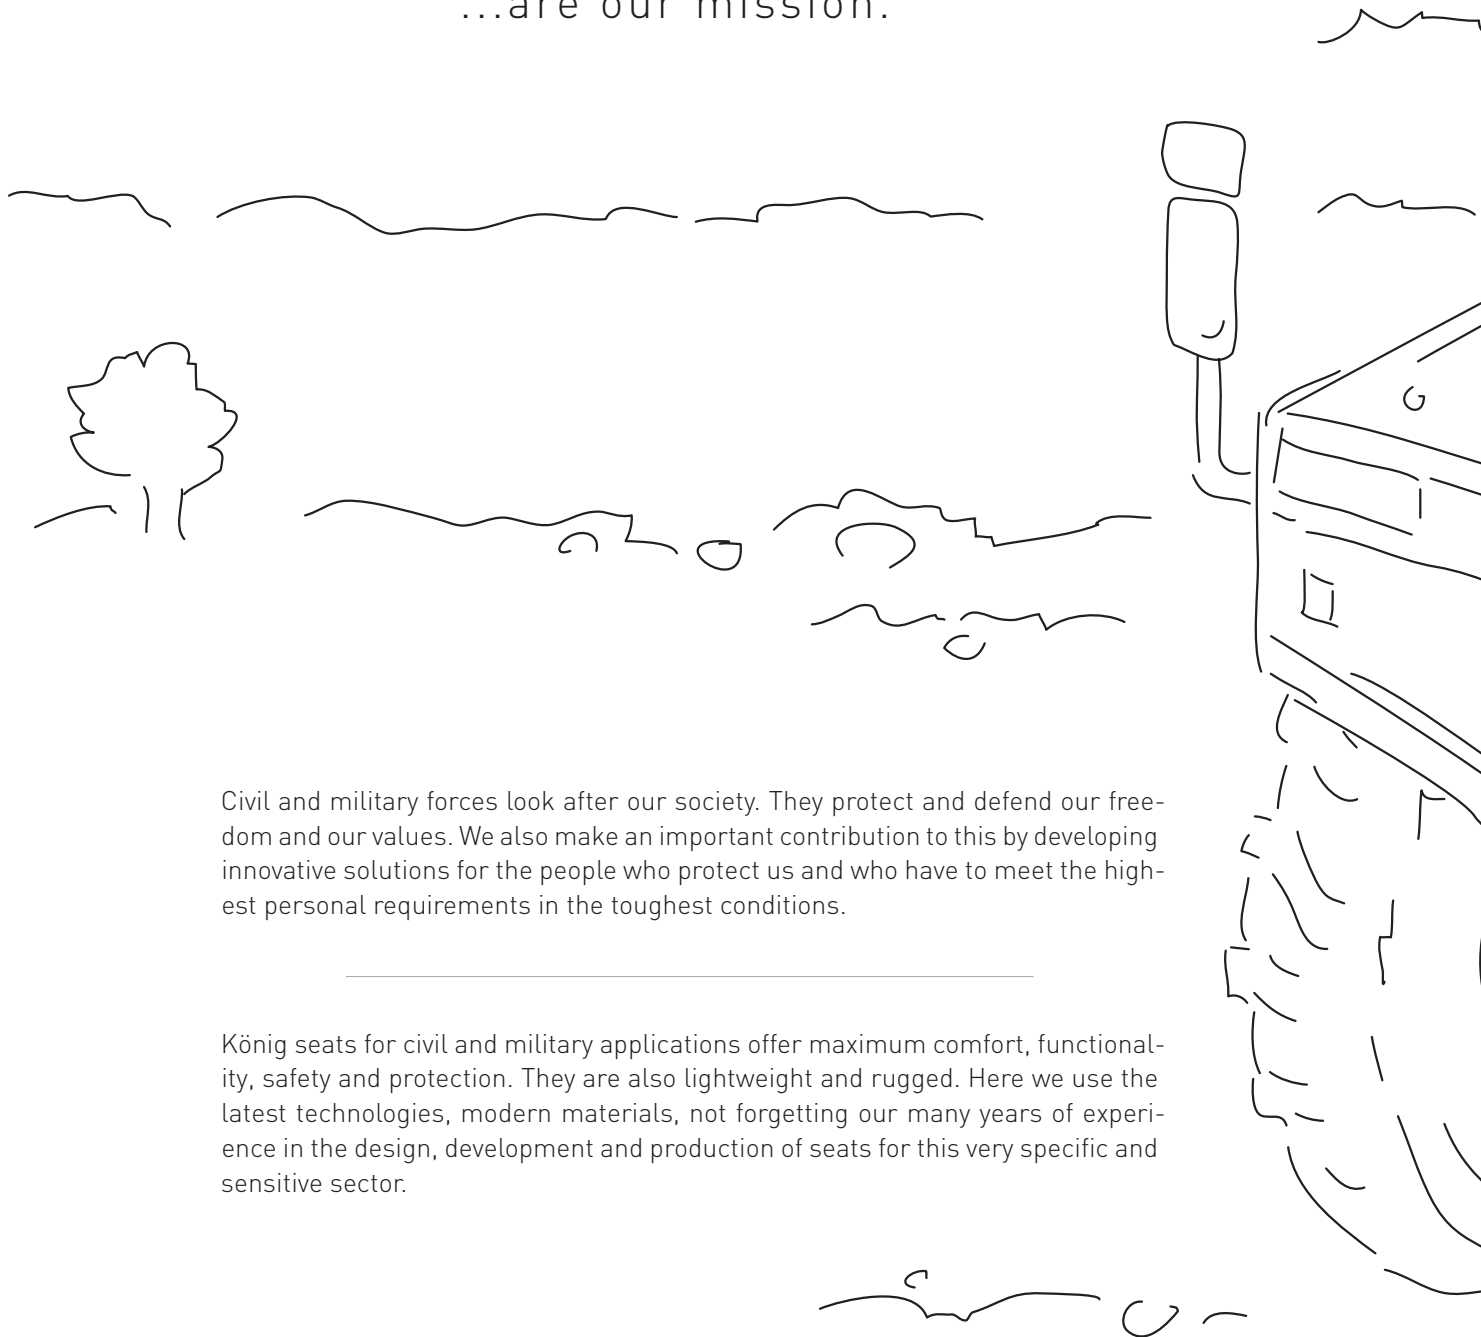 ...are our mission.
Civil and military forces look after our society. They protect and defend our free-
dom and our values. We also make an important contribution to this by developing
innovative solutions for the people who protect us and who have to meet the high-
est personal requirements in the toughest conditions.
König seats for civil and military applications offer maximum comfort, functional-
ity, safety and protection. They are also lightweight and rugged. Here we use the
latest technologies, modern materials, not forgetting our many years of experi-
ence in the design, development and production of seats for this very specific and
sensitive sector.